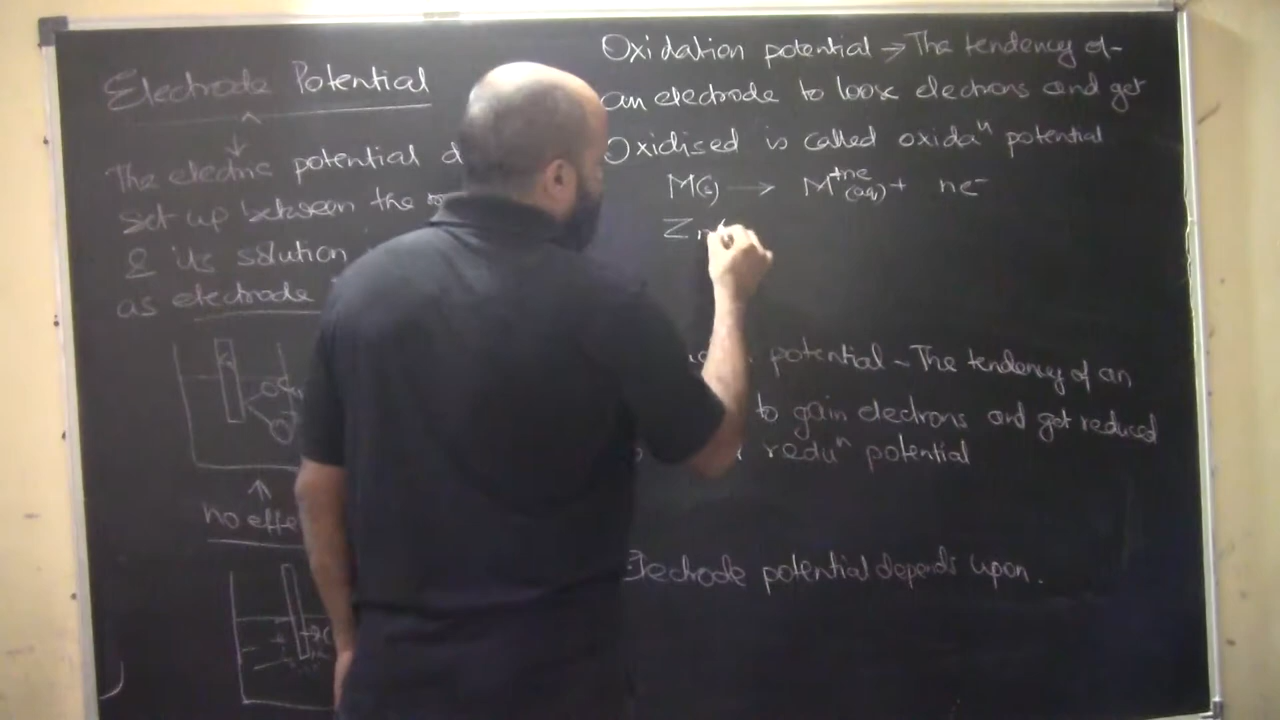 Electrode Potential
The electric potential d
set up between the
& its solution
as electrode
no effe
Oxidation potential → The tendency of
an electrode to loose electrons and get
Oxidised is called oxidaⁿ potential
M(s) → M⁺ⁿᵉ(aq) + ne⁻
Zn
potential - The tendency of an
to gain electrons and get reduced
reduⁿ potential
Electrode potential depends upon.